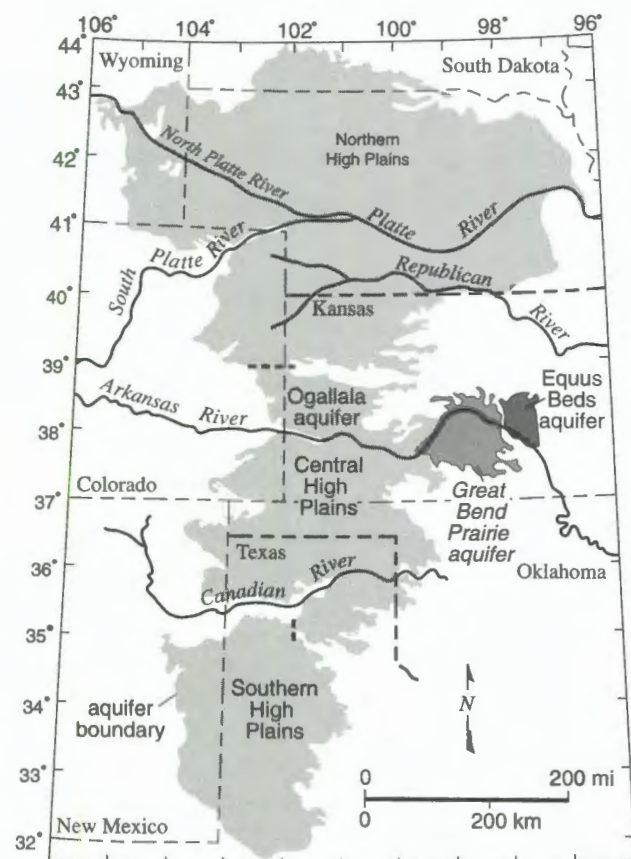 106° 104° 102° 100° 98° 96°
44°
Wyoming
South Dakota
43°
Northern
High Plains
42°
North Platte River
41°
Platte River
South Platte River
Republican River
40°
Kansas
39°
Arkansas River
Ogallala
aquifer
Equus
Beds
aquifer
38°
Central
High
Plains
Colorado
37°
Great
Bend
Prairie
aquifer
Texas
36°
Canadian River
Oklahoma
35°
34°
aquifer
boundary
Southern
High
Plains
N
33°
0 200 mi
0 200 km
New Mexico
32°